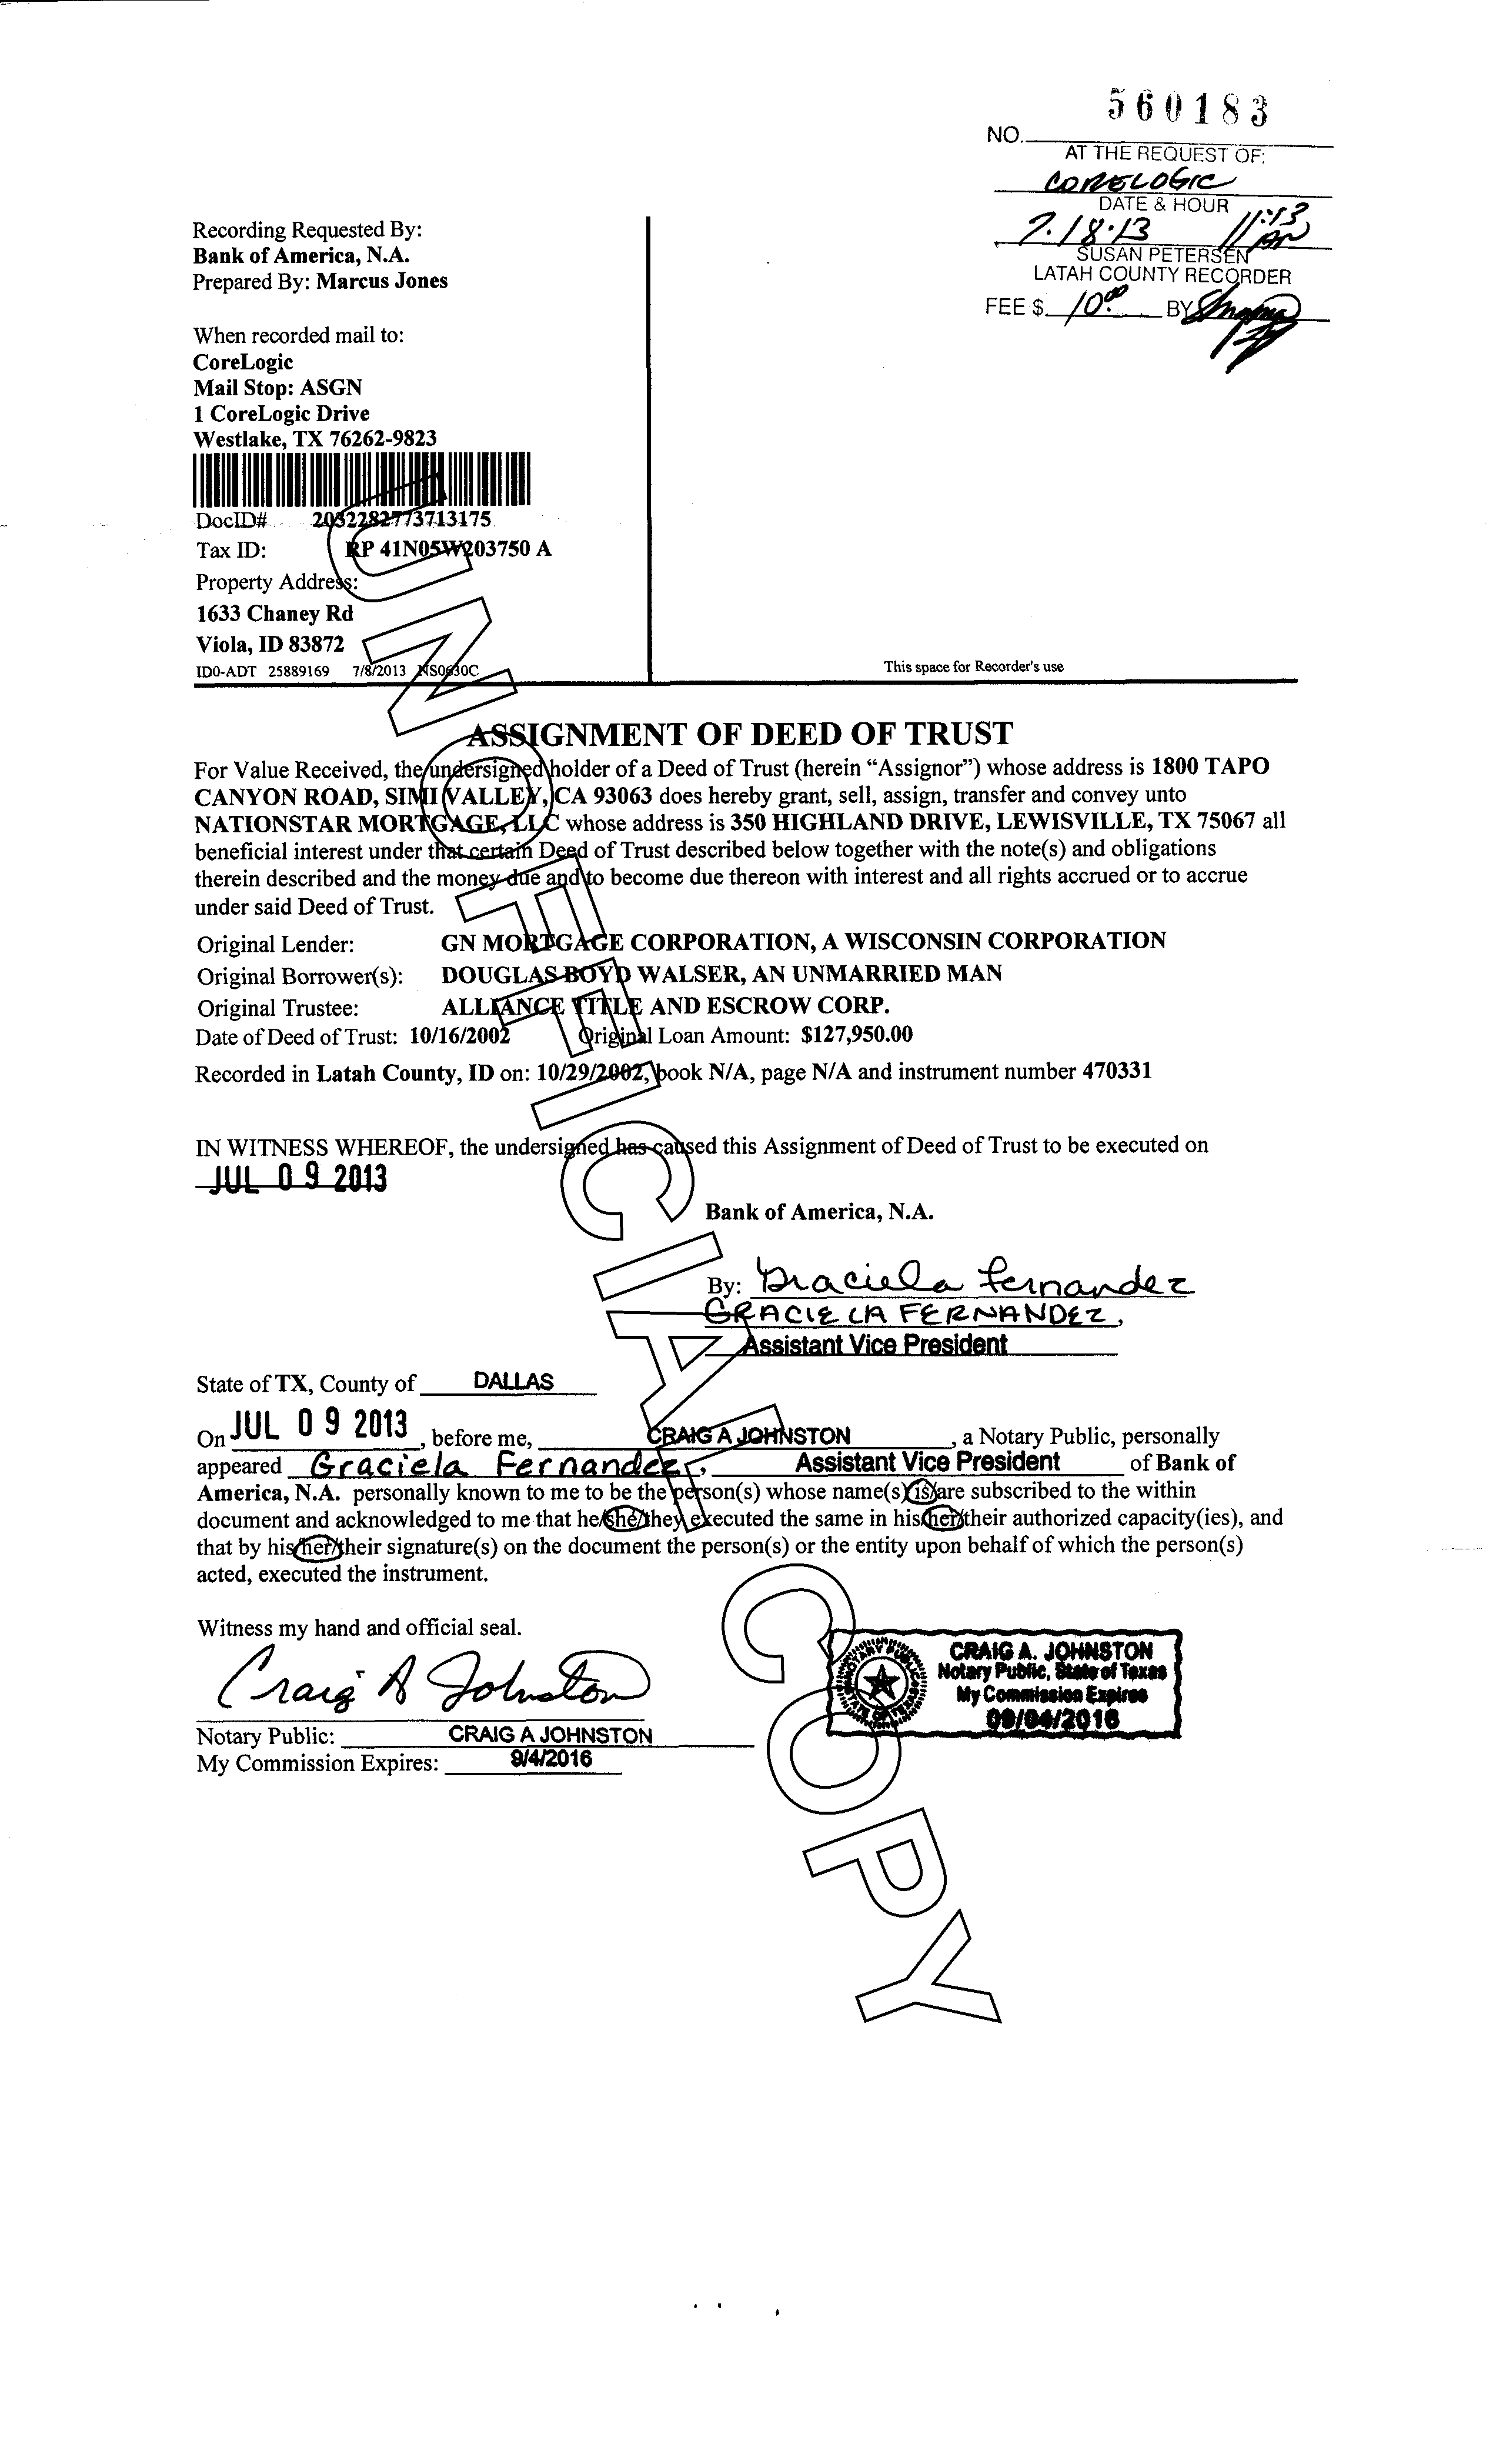 560183
NO.
AT THE REQUEST OF:
CORELOGIC
DATE & HOUR
7.18.13 11:13 AM
SUSAN PETERSEN
LATAH COUNTY RECORDER
FEE $ 10.00 BY
Recording Requested By:
Bank of America, N.A.
Prepared By: Marcus Jones
When recorded mail to:
CoreLogic
Mail Stop: ASGN
1 CoreLogic Drive
Westlake, TX 76262-9823
DocID# 2032282773713175
Tax ID: RP 41N05W203750 A
Property Address:
1633 Chaney Rd
Viola, ID 83872
ID0-ADT 25889169 7/8/2013 NS0630C
This space for Recorder's use
ASSIGNMENT OF DEED OF TRUST
For Value Received, the undersigned holder of a Deed of Trust (herein “Assignor”) whose address is 1800 TAPO
CANYON ROAD, SIMI VALLEY, CA 93063 does hereby grant, sell, assign, transfer and convey unto
NATIONSTAR MORTGAGE, LLC whose address is 350 HIGHLAND DRIVE, LEWISVILLE, TX 75067 all
beneficial interest under that certain Deed of Trust described below together with the note(s) and obligations
therein described and the money due and to become due thereon with interest and all rights accrued or to accrue
under said Deed of Trust.
Original Lender: GN MORTGAGE CORPORATION, A WISCONSIN CORPORATION
Original Borrower(s): DOUGLAS BOYD WALSER, AN UNMARRIED MAN
Original Trustee: ALLIANCE TITLE AND ESCROW CORP.
Date of Deed of Trust: 10/16/2002 Original Loan Amount: $127,950.00
Recorded in Latah County, ID on: 10/29/2002, book N/A, page N/A and instrument number 470331
IN WITNESS WHEREOF, the undersigned has caused this Assignment of Deed of Trust to be executed on
JUL 09 2013
Bank of America, N.A.
By: Graciela Fernandez
GRACIELA FERNANDEZ,
Assistant Vice President
State of TX, County of DALLAS
On JUL 09 2013, before me, CRAIG A JOHNSTON, a Notary Public, personally
appeared Graciela Fernandez, Assistant Vice President of Bank of
America, N.A. personally known to me to be the person(s) whose name(s) is/are subscribed to the within
document and acknowledged to me that he/she/they executed the same in his/her/their authorized capacity(ies), and
that by his/her/their signature(s) on the document the person(s) or the entity upon behalf of which the person(s)
acted, executed the instrument.
Witness my hand and official seal.
Craig A Johnston
Notary Public: CRAIG A JOHNSTON
My Commission Expires: 9/4/2016
NOTARY PUBLIC
STATE OF TEXAS
CRAIG A. JOHNSTON
Notary Public, State of Texas
My Commission Expires
09/04/2016
UNOFFICIAL COPY